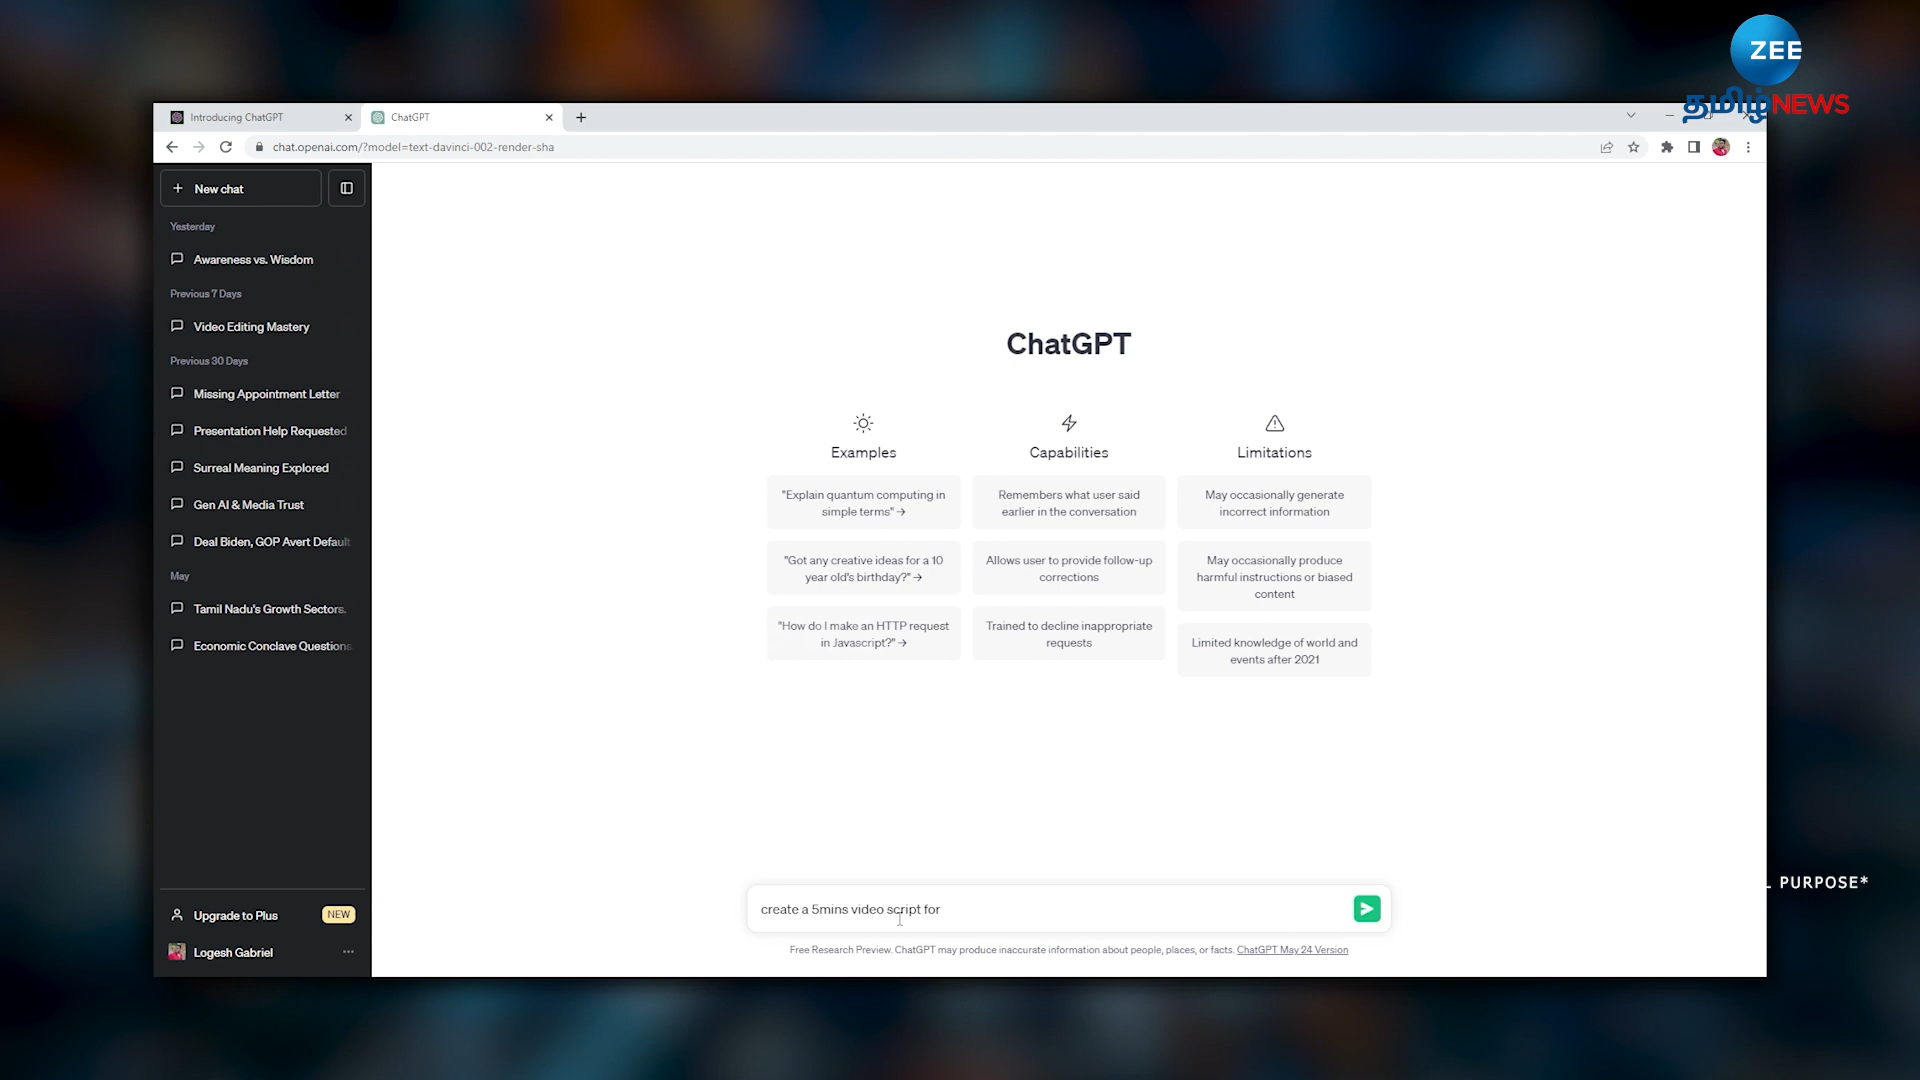 ZEE
தமிழ் NEWS
Introducing ChatGPT
ChatGPT
chat.openai.com/?model=text-davinci-002-render-sha
New chat
Yesterday
Awareness vs. Wisdom
Previous 7 Days
Video Editing Mastery
Previous 30 Days
Missing Appointment Letter
Presentation Help Requested
Surreal Meaning Explored
Gen AI & Media Trust
Deal Biden, GOP Avert Default
May
Tamil Nadu's Growth Sectors.
Economic Conclave Questions.
Upgrade to Plus
NEW
Logesh Gabriel
ChatGPT
Examples
"Explain quantum computing in
simple terms" →
"Got any creative ideas for a 10
year old's birthday?" →
"How do I make an HTTP request
in Javascript?" →
Capabilities
Remembers what user said
earlier in the conversation
Allows user to provide follow-up
corrections
Trained to decline inappropriate
requests
Limitations
May occasionally generate
incorrect information
May occasionally produce
harmful instructions or biased
content
Limited knowledge of world and
events after 2021
create a 5mins video script for
Free Research Preview. ChatGPT may produce inaccurate information about people, places, or facts. ChatGPT May 24 Version
PURPOSE*